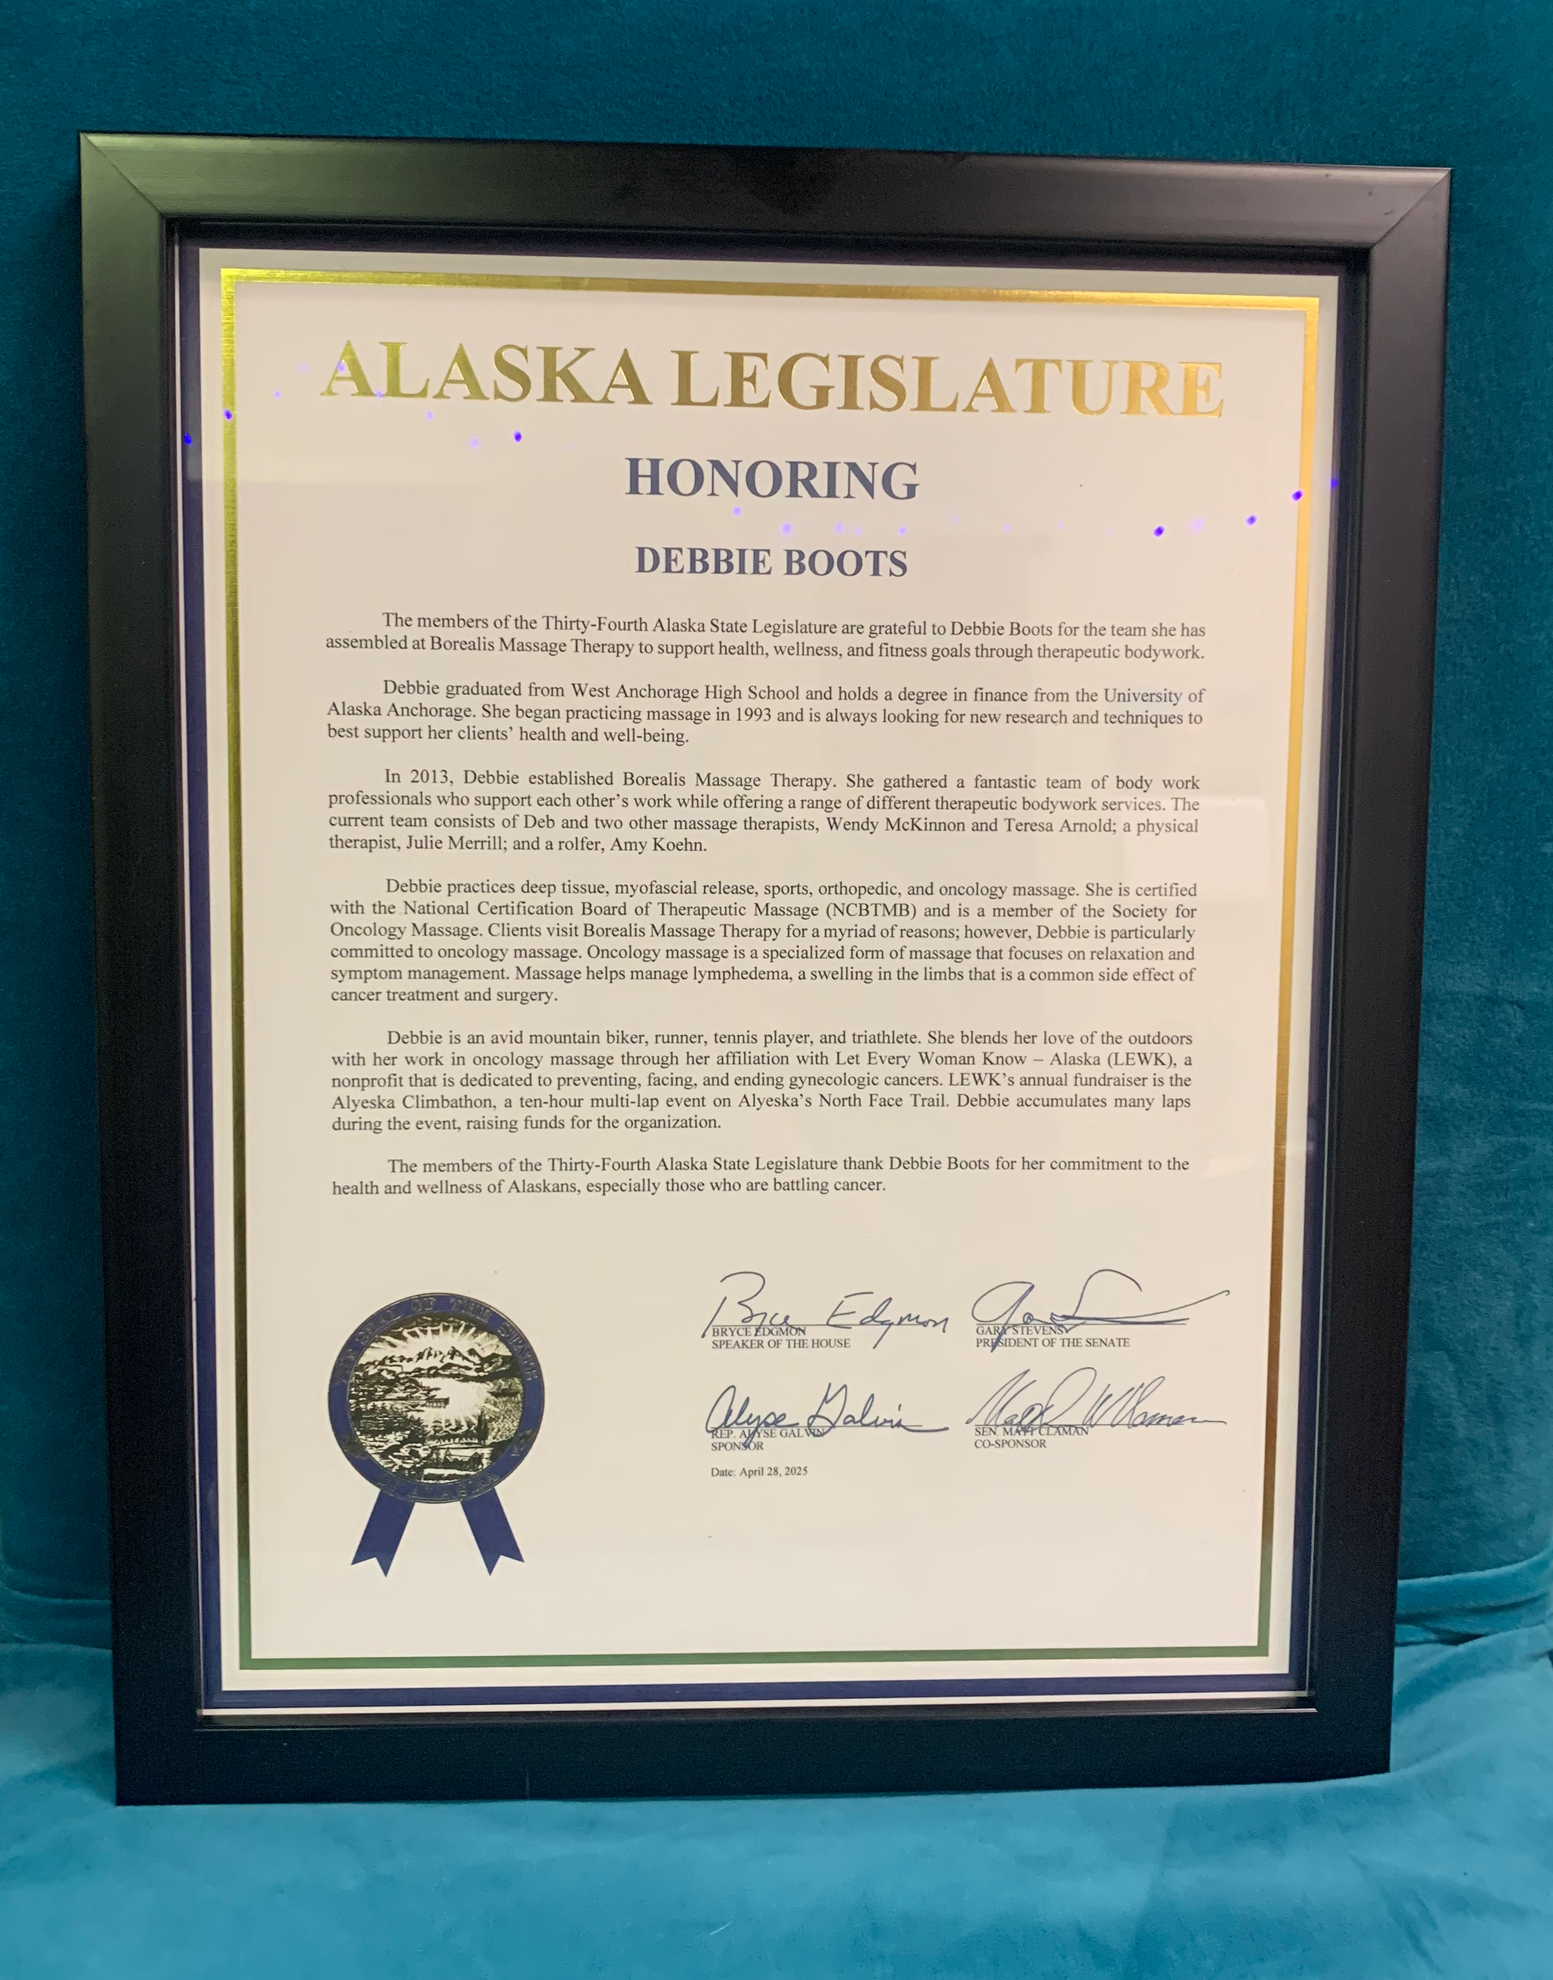 ALASKA LEGISLATURE
HONORING
DEBBIE BOOTS
The members of the Thirty-Fourth Alaska State Legislature are grateful to Debbie Boots for the team she has
assembled at Borealis Massage Therapy to support health, wellness, and fitness goals through therapeutic bodywork.
Debbie graduated from West Anchorage High School and holds a degree in finance from the University of
Alaska Anchorage. She began practicing massage in 1993 and is always looking for new research and techniques to
best support her clients' health and well-being.
In 2013, Debbie established Borealis Massage Therapy. She gathered a fantastic team of body work
professionals who support each other's work while offering a range of different therapeutic bodywork services. The
current team consists of Deb and two other massage therapists, Wendy McKinnon and Teresa Arnold; a physical
therapist, Julie Merrill; and a rolfer, Amy Koehn.
Debbie practices deep tissue, myofascial release, sports, orthopedic, and oncology massage. She is certified
with the National Certification Board of Therapeutic Massage (NCBTMB) and is a member of the Society for
Oncology Massage. Clients visit Borealis Massage Therapy for a myriad of reasons; however, Debbie is particularly
committed to oncology massage. Oncology massage is a specialized form of massage that focuses on relaxation and
symptom management. Massage helps manage lymphedema, a swelling in the limbs that is a common side effect of
cancer treatment and surgery.
Debbie is an avid mountain biker, runner, tennis player, and triathlete. She blends her love of the outdoors
with her work in oncology massage through her affiliation with Let Every Woman Know – Alaska (LEWK), a
nonprofit that is dedicated to preventing, facing, and ending gynecologic cancers. LEWK's annual fundraiser is the
Alyeska Climbathon, a ten-hour multi-lap event on Alyeska's North Face Trail. Debbie accumulates many laps
during the event, raising funds for the organization.
The members of the Thirty-Fourth Alaska State Legislature thank Debbie Boots for her commitment to the
health and wellness of Alaskans, especially those who are battling cancer.
Bryce Edgmon
BRYCE EDGMON
SPEAKER OF THE HOUSE
GARY STEVENS
PRESIDENT OF THE SENATE
Alyse Galvin
REP. ALYSE GALVIN
SPONSOR
SEN. MATT CLAMAN
CO-SPONSOR
Date: April 28, 2025
THE SEAL OF THE STATE
OF ALASKA